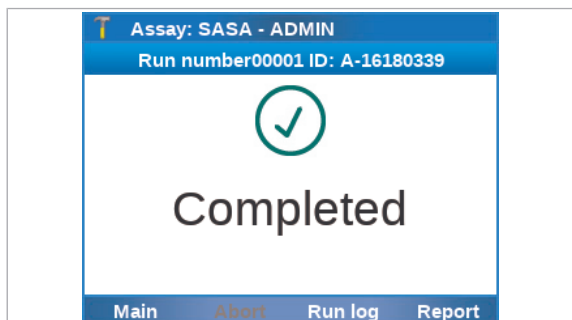 Assay: SASA - ADMIN
Run number00001 ID: A-16180339
Completed
Main Abort Run log Report